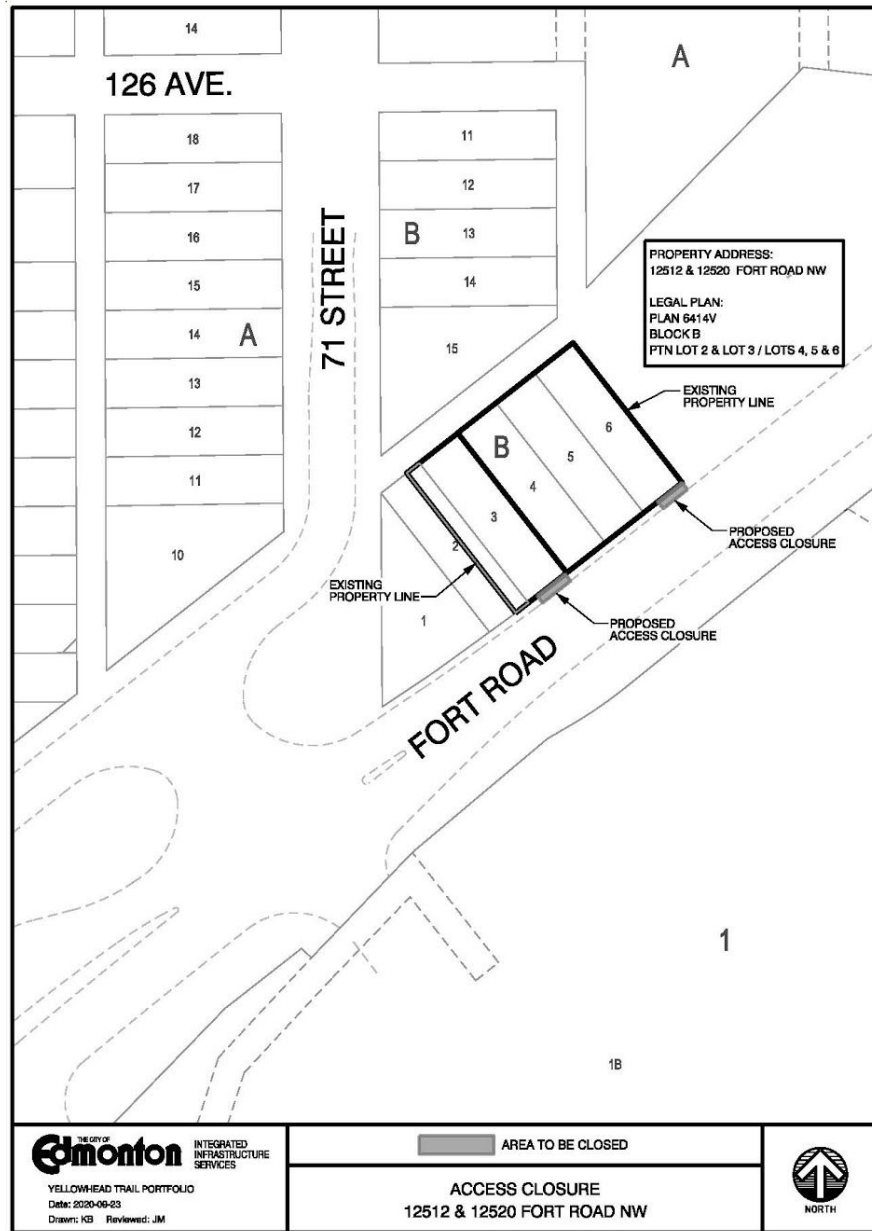 14
A
126 AVE.
18
17
16
15
14
A
13
12
11
10
71 STREET
11
12
B
13
14
15
PROPERTY ADDRESS:
12512 & 12520 FORT ROAD NW
LEGAL PLAN:
PLAN 6414V
BLOCK B
PTN LOT 2 & LOT 3 / LOTS 4, 5 & 6
EXISTING
PROPERTY LINE
B
6
5
4
3
2
1
EXISTING
PROPERTY LINE
PROPOSED
ACCESS CLOSURE
PROPOSED
ACCESS CLOSURE
FORT ROAD
1
1B
THE CITY OF
Edmonton
INTEGRATED
INFRASTRUCTURE
SERVICES
YELLOWHEAD TRAIL PORTFOLIO
Date: 2020-09-23
Drawn: KB Reviewed: JM
AREA TO BE CLOSED
ACCESS CLOSURE
12512 & 12520 FORT ROAD NW
NORTH